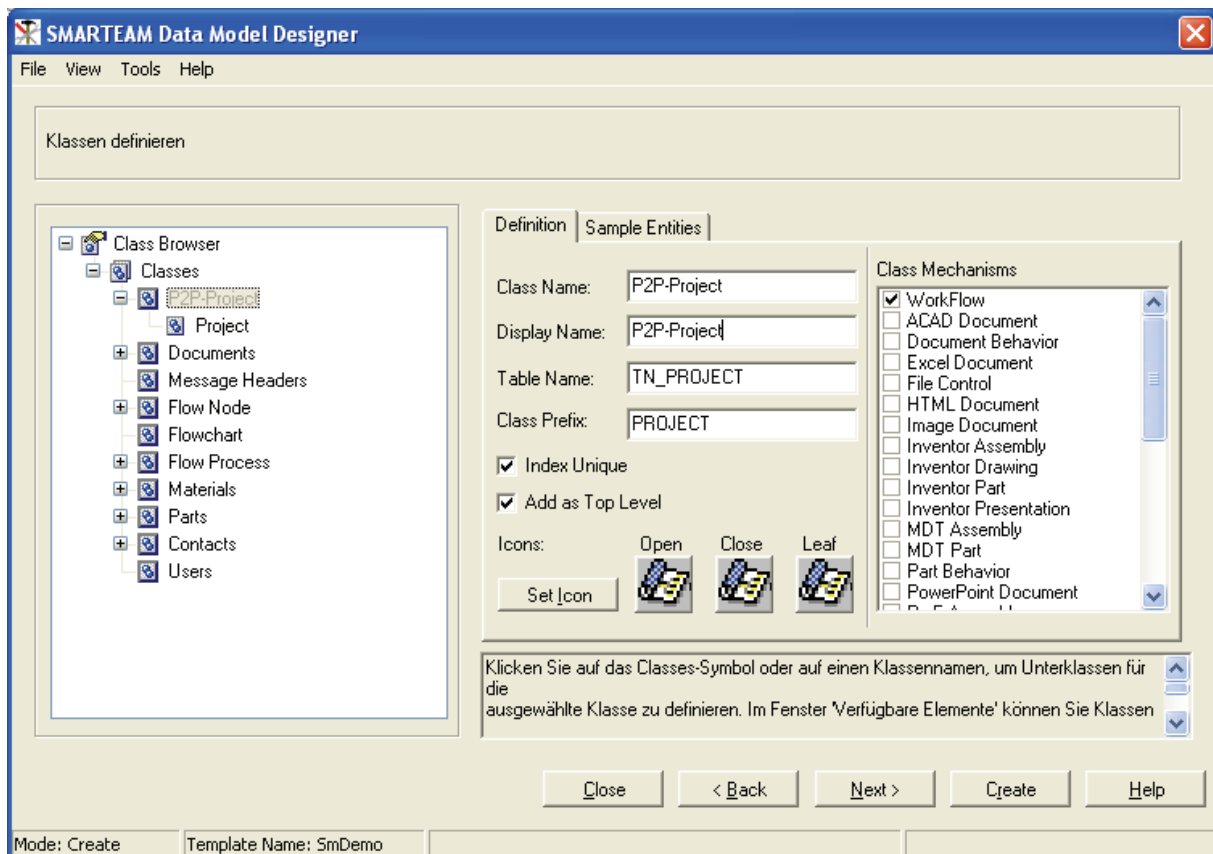 SMARTEAM Data Model Designer
File View Tools Help
Klassen definieren
Class Browser
Classes
P2P-Project
Project
Documents
Message Headers
Flow Node
Flowchart
Flow Process
Materials
Parts
Contacts
Users
Definition Sample Entities
Class Name: P2P-Project
Display Name: P2P-Project
Table Name: TN_PROJECT
Class Prefix: PROJECT
Index Unique
Add as Top Level
Icons: Open Close Leaf
Set Icon
Class Mechanisms
WorkFlow
ACAD Document
Document Behavior
Excel Document
File Control
HTML Document
Image Document
Inventor Assembly
Inventor Drawing
Inventor Part
Inventor Presentation
MDT Assembly
MDT Part
Part Behavior
PowerPoint Document
Klicken Sie auf das Classes-Symbol oder auf einen Klassennamen, um Unterklassen für
die
ausgewählte Klasse zu definieren. Im Fenster 'Verfügbare Elemente' können Sie Klassen
Close < Back Next > Create Help
Mode: Create Template Name: SmDemo